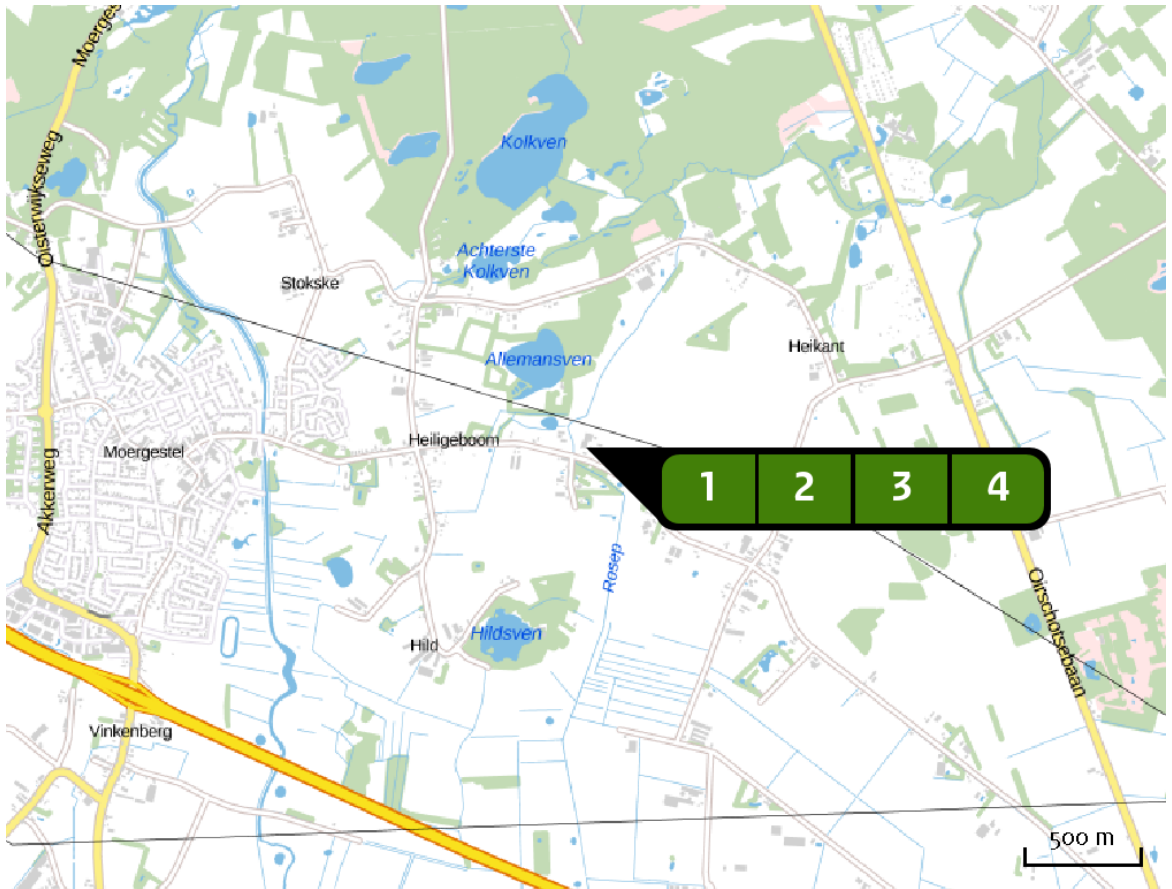 Moerges
Kolkven
Oisterwijkseweg
Achterste
Kolkven
Stokske
Heikant
Allemansven
Heiligeboom
Moergestel
Akkerweg
1 2 3 4
Rosep
Oirschotsebaan
Hildsven
Hild
Vinkenberg
500 m